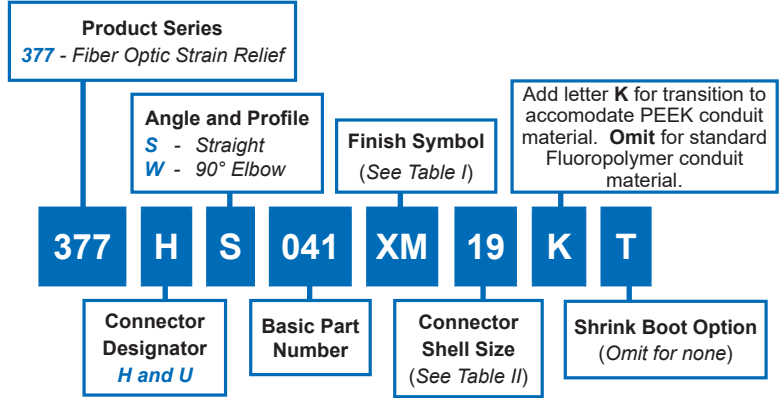 Product Series
377 - Fiber Optic Strain Relief
Angle and Profile
S - Straight
W - 90° Elbow
Finish Symbol
(See Table I)
Add letter K for transition to
accomodate PEEK conduit
material. Omit for standard
Fluoropolymer conduit
material.
377 H S 041 XM 19 K T
Connector
Designator
H and U
Basic Part
Number
Connector
Shell Size
(See Table II)
Shrink Boot Option
(Omit for none)